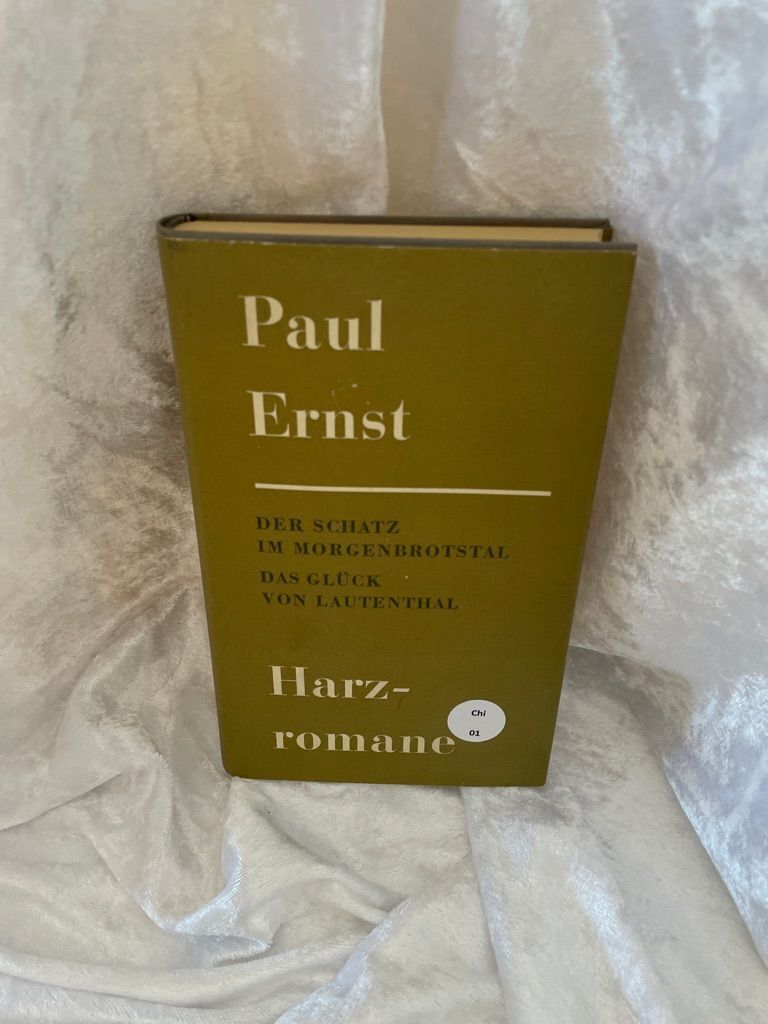 Paul
Ernst
DER SCHATZ
IM MORGENBROTSTAL
DAS GLÜCK
VON LAUTENTHAL
Harz-
romane
Chi
01